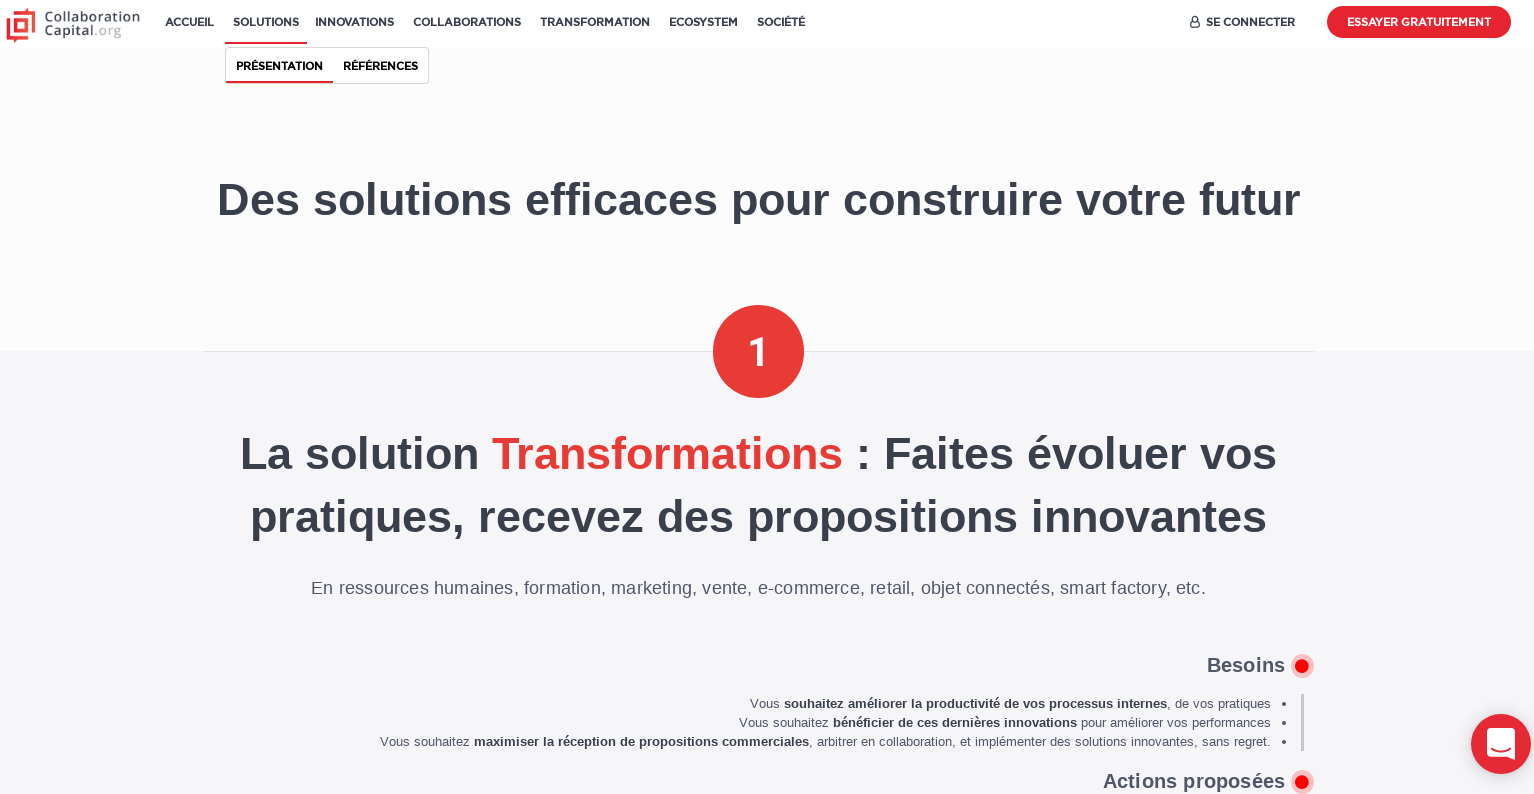 Collaboration
Capital.org
ACCUEIL SOLUTIONS INNOVATIONS COLLABORATIONS TRANSFORMATION ECOSYSTEM SOCIÉTÉ SE CONNECTER ESSAYER GRATUITEMENT
PRÉSENTATION RÉFÉRENCES
Des solutions efficaces pour construire votre futur
1
La solution Transformations : Faites évoluer vos
pratiques, recevez des propositions innovantes
En ressources humaines, formation, marketing, vente, e-commerce, retail, objet connectés, smart factory, etc.
Besoins
Vous souhaitez améliorer la productivité de vos processus internes, de vos pratiques
Vous souhaitez bénéficier de ces dernières innovations pour améliorer vos performances
Vous souhaitez maximiser la réception de propositions commerciales, arbitrer en collaboration, et implémenter des solutions innovantes, sans regret.
Actions proposées